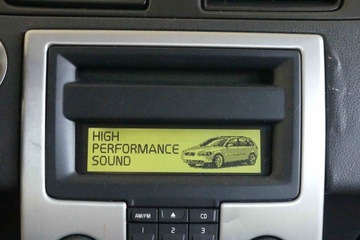 HIGH
PERFORMANCE
SOUND
AM/FM CD
1 2 3